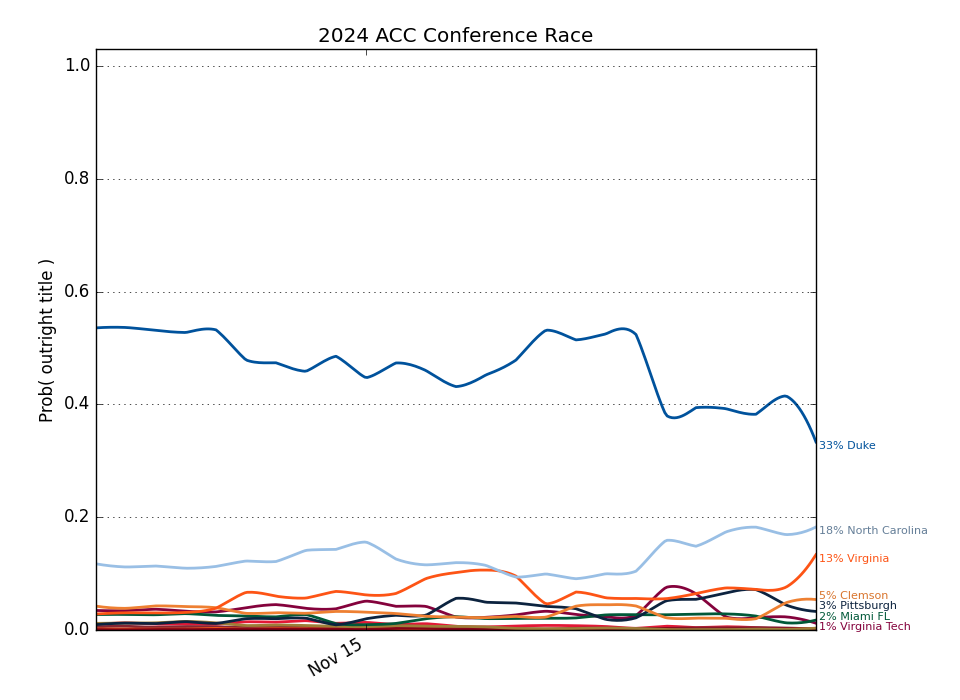 2024 ACC Conference Race
1.0
0.8
0.6
0.4
0.2
0.0
Prob( outright title )
Nov 15
33% Duke
18% North Carolina
13% Virginia
5% Clemson
3% Pittsburgh
2% Miami FL
1% Virginia Tech